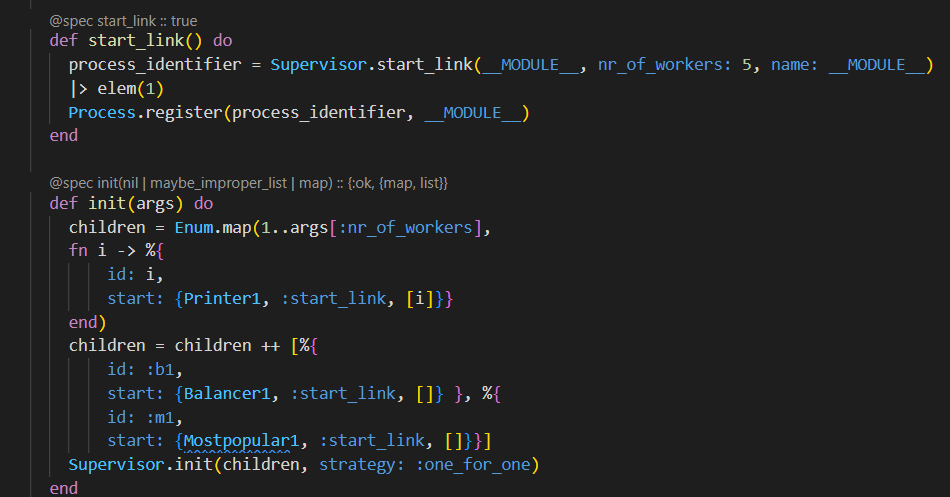 @spec start_link :: true
def start_link() do
process_identifier = Supervisor.start_link(__MODULE__, nr_of_workers: 5, name: __MODULE__)
|> elem(1)
Process.register(process_identifier, __MODULE__)
end
@spec init(nil | maybe_improper_list | map) :: {:ok, {map, list}}
def init(args) do
children = Enum.map(1..args[:nr_of_workers],
fn i -> %{
id: i,
start: {Printer1, :start_link, [i]}}
end)
children = children ++ [%{
id: :b1,
start: {Balancer1, :start_link, []} }, %{
id: :m1,
start: {Mostpopular1, :start_link, []}}]
Supervisor.init(children, strategy: :one_for_one)
end